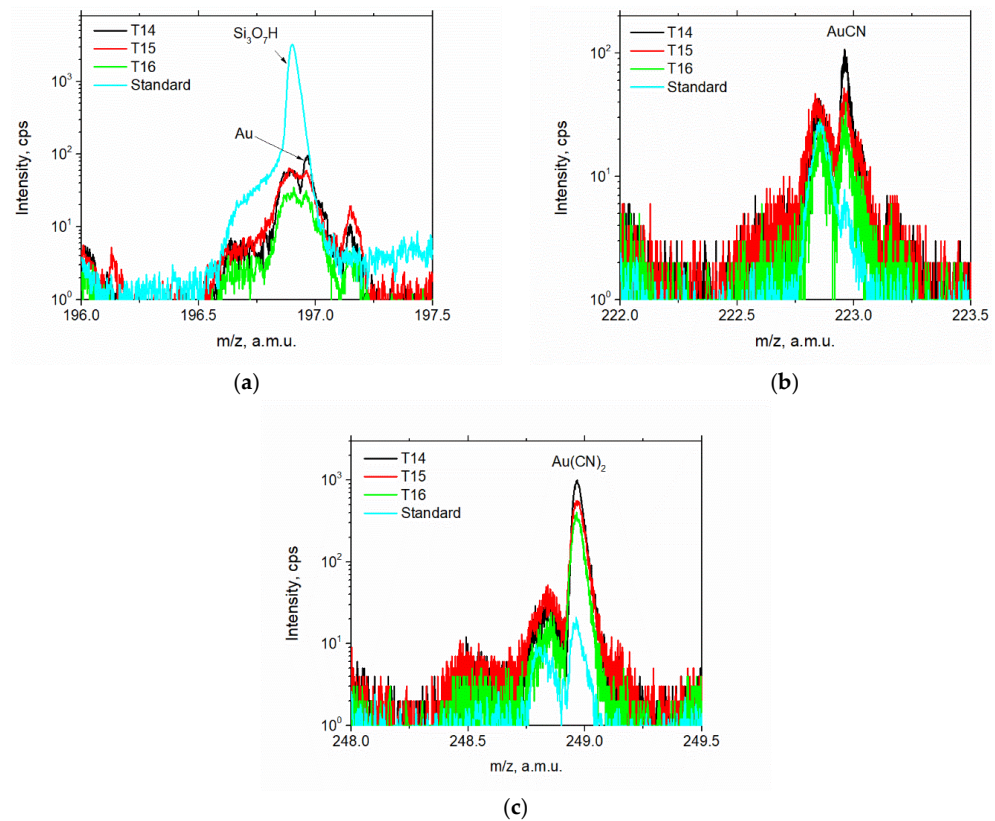 T14
T15
T16
Standard
Si3O7H
Au
10^3
10^2
10^1
10^0
Intensity, cps
196.0 196.5 197.0 197.5
m/z, a.m.u.
(a)
T14
T15
T16
Standard
AuCN
10^2
10^1
10^0
Intensity, cps
222.0 222.5 223.0 223.5
m/z, a.m.u.
(b)
T14
T15
T16
Standard
Au(CN)2
10^3
10^2
10^1
10^0
Intensity, cps
248.0 248.5 249.0 249.5
m/z, a.m.u.
(c)